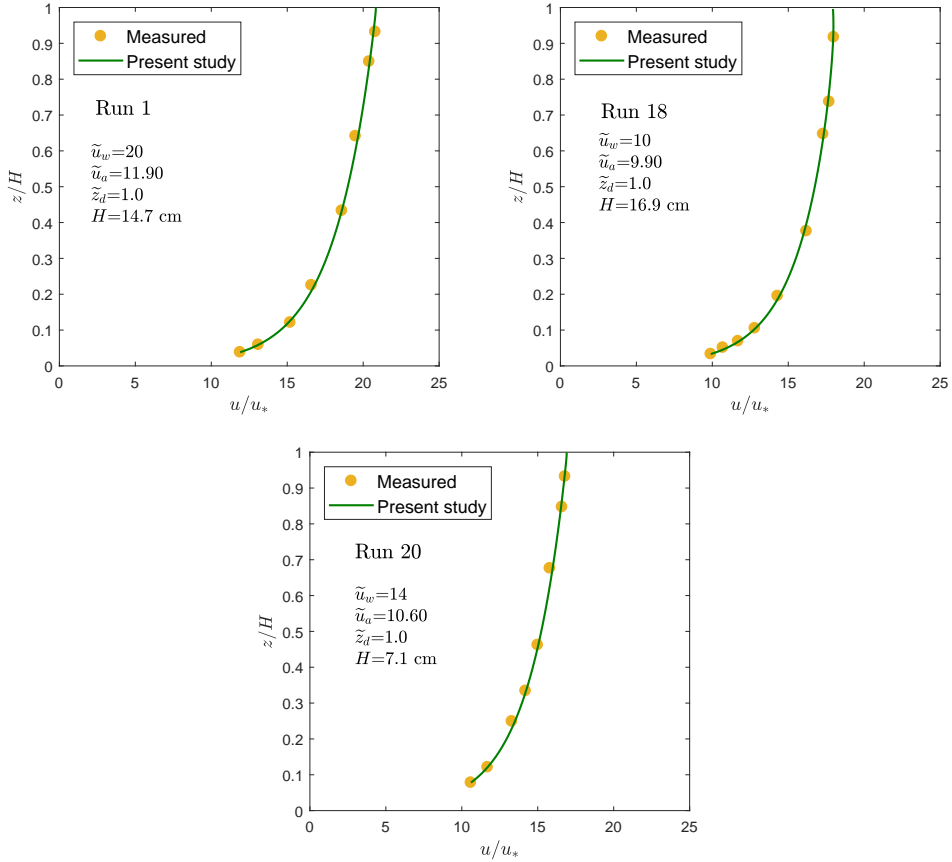 1
0.9
0.8
0.7
0.6
0.5
0.4
0.3
0.2
0.1
0
z/H
Measured
Present study
Run 1
ũ_w=20
ũ_a=11.90
z̃_d=1.0
H=14.7 cm
0 5 10 15 20 25
u/u_*
1
0.9
0.8
0.7
0.6
0.5
0.4
0.3
0.2
0.1
0
z/H
Measured
Present study
Run 18
ũ_w=10
ũ_a=9.90
z̃_d=1.0
H=16.9 cm
0 5 10 15 20 25
u/u_*
1
0.9
0.8
0.7
0.6
0.5
0.4
0.3
0.2
0.1
0
z/H
Measured
Present study
Run 20
ũ_w=14
ũ_a=10.60
z̃_d=1.0
H=7.1 cm
0 5 10 15 20 25
u/u_*